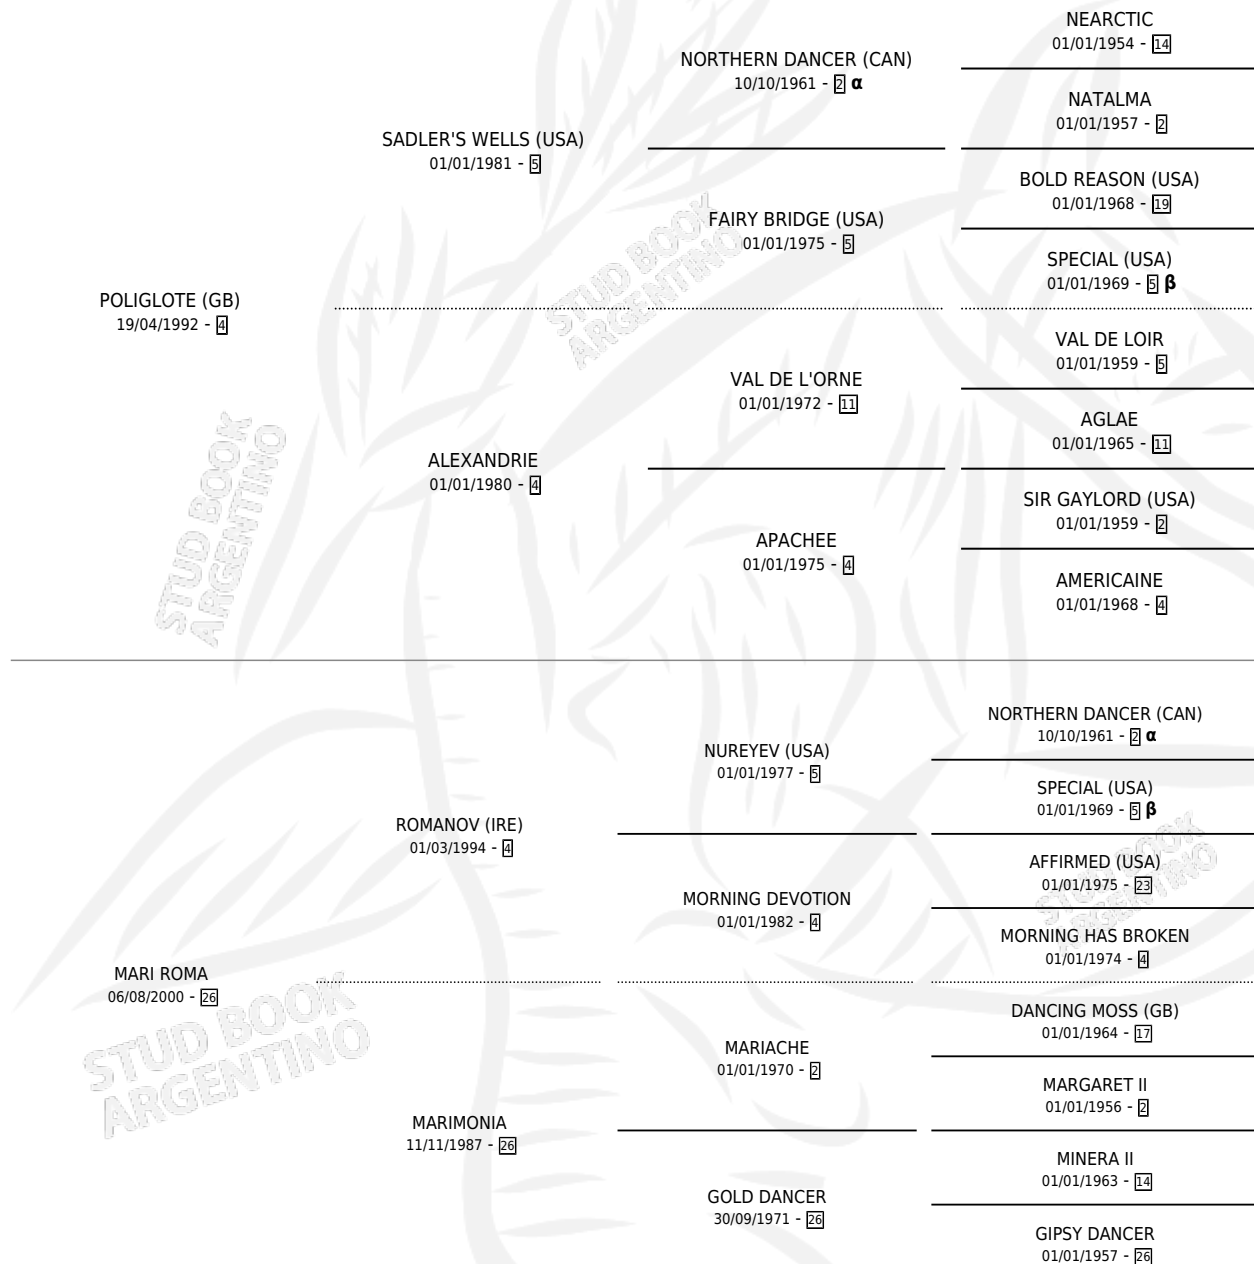 NEARCTIC
01/01/1954 - 14
NORTHERN DANCER (CAN)
10/10/1961 - 2 α
NATALMA
01/01/1957 - 2
SADLER'S WELLS (USA)
01/01/1981 - 5
BOLD REASON (USA)
01/01/1968 - 19
FAIRY BRIDGE (USA)
01/01/1975 - 5
SPECIAL (USA)
01/01/1969 - 5 β
POLIGLOTE (GB)
19/04/1992 - 4
VAL DE LOIR
01/01/1959 - 5
VAL DE L'ORNE
01/01/1972 - 11
AGLAE
01/01/1965 - 11
ALEXANDRIE
01/01/1980 - 4
SIR GAYLORD (USA)
01/01/1959 - 2
APACHEE
01/01/1975 - 4
AMERICAINE
01/01/1968 - 4
NORTHERN DANCER (CAN)
10/10/1961 - 2 α
NUREYEV (USA)
01/01/1977 - 5
SPECIAL (USA)
01/01/1969 - 5 β
ROMANOV (IRE)
01/03/1994 - 4
AFFIRMED (USA)
01/01/1975 - 23
MORNING DEVOTION
01/01/1982 - 4
MORNING HAS BROKEN
01/01/1974 - 4
MARI ROMA
06/08/2000 - 26
DANCING MOSS (GB)
01/01/1964 - 17
MARIACHE
01/01/1970 - 2
MARGARET II
01/01/1956 - 2
MARIMONIA
11/11/1987 - 26
MINERA II
01/01/1963 - 14
GOLD DANCER
30/09/1971 - 26
GIPSY DANCER
01/01/1957 - 26
STUD BOOK
ARGENTINO
STUD BOOK
ARGENTINO
STUD BOOK
ARGENTINO
STUD BOOK
ARGENTINO